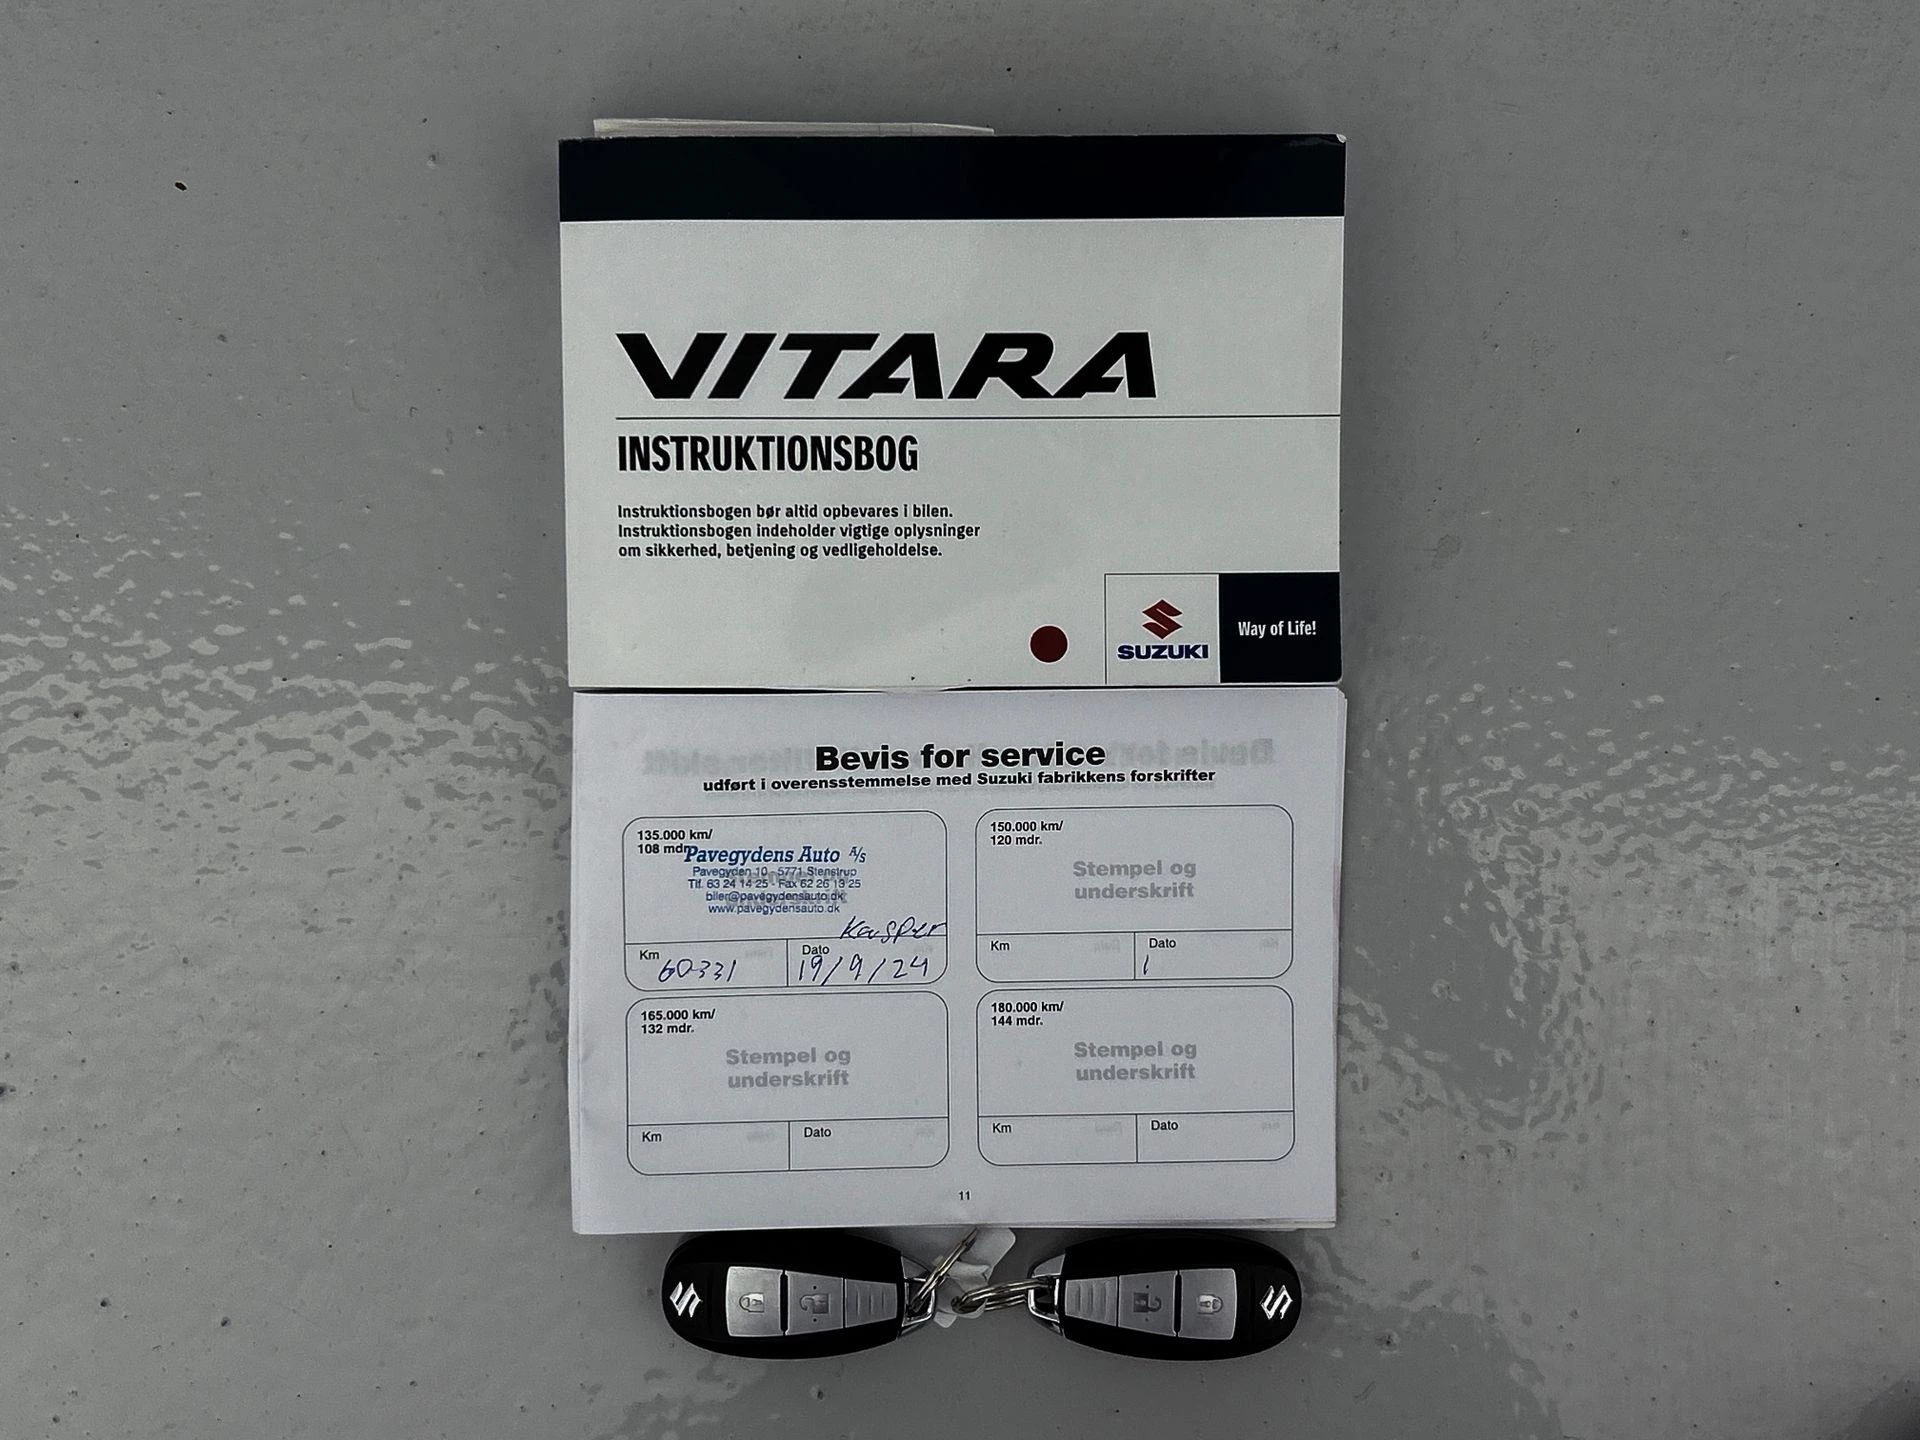 VITARA
INSTRUKTIONSBOG
Instruktionsbogen bør altid opbevares i bilen.
Instruktionsbogen indeholder vigtige oplysninger
om sikkerhed, betjening og vedligeholdelse.
SUZUKI
Way of Life!
Bevis for service
udført i overensstemmelse med Suzuki fabrikkens forskrifter
135.000 km/
108 mdr.
Pavegydens Auto A/S
Pavegyden 10 - 5771 Stenstrup
Tlf. 63 24 14 25 - Fax 62 26 13 25
biler@pavegydensauto.dk
www.pavegydensauto.dk
Kasper
Km 60331
Dato 19/9/24
150.000 km/
120 mdr.
Stempel og
underskrift
Km
Dato
165.000 km/
132 mdr.
Stempel og
underskrift
Km
Dato
180.000 km/
144 mdr.
Stempel og
underskrift
Km
Dato
11